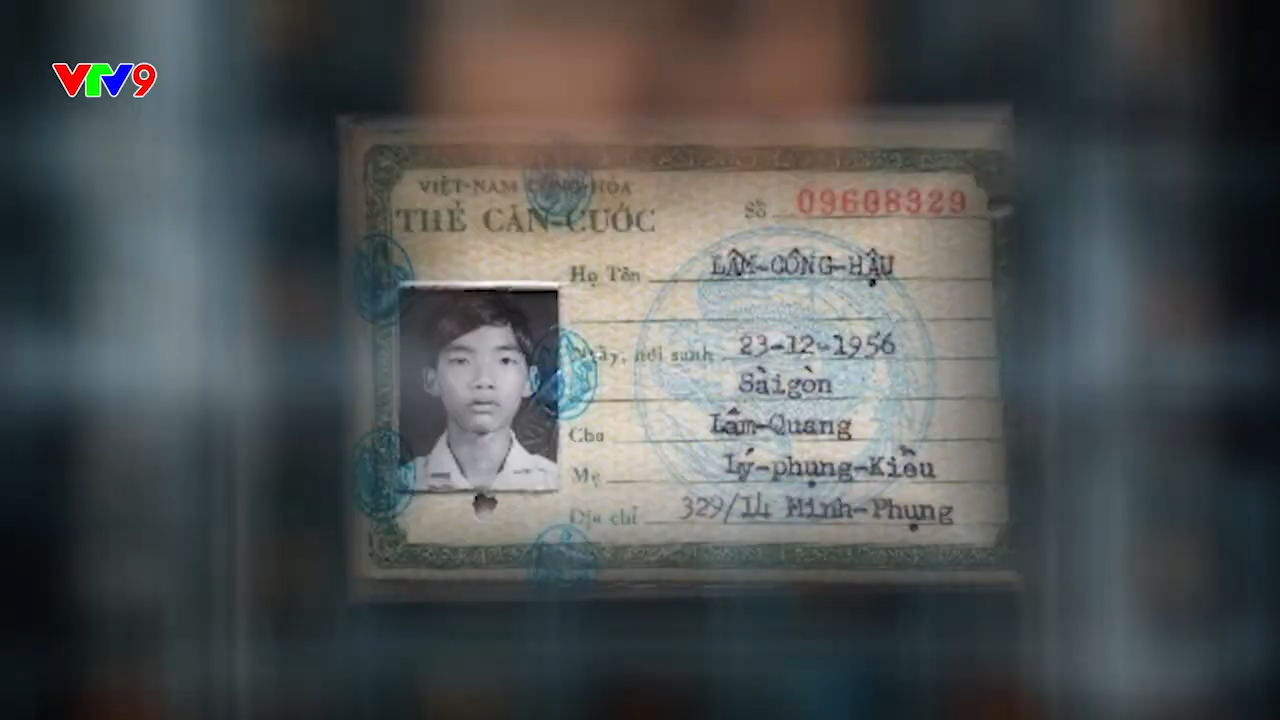 VTV9
VIỆT-NAM CỘNG-HÒA
THẺ CĂN-CƯỚC
Số 09608329
Họ Tên LÂM-CÔNG-HẬU
Ngày, nơi sanh 23-12-1956
Sàigòn
Cha Lâm-Quang
Mẹ Lý-phụng-Kiều
Địa chỉ 329/14 Minh-Phụng